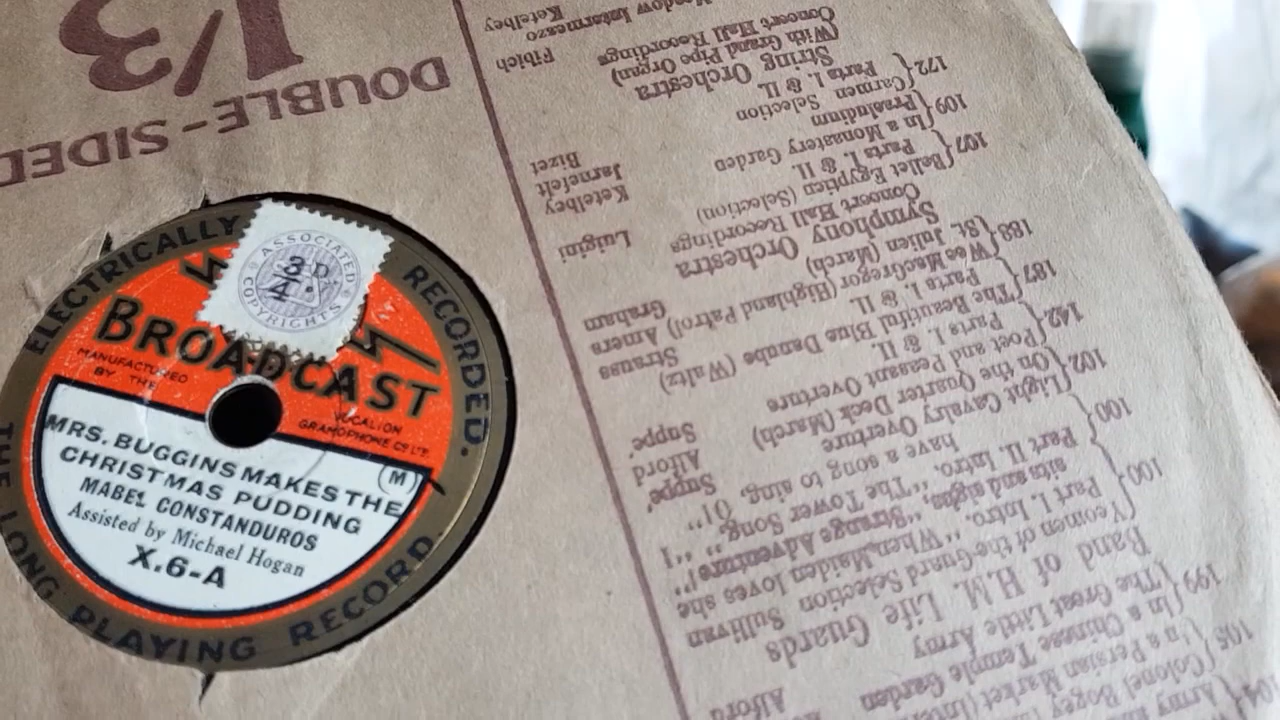 ELECTRICALLY RECORDED.
THE LONG PLAYING RECORD.
ASSOCIATED
3/4 D
COPYRIGHTS
BROADCAST
MANUFACTURED
BY THE
VOCALION
GRAMOPHONE CO LTD.
MRS. BUGGINS MAKES THE
CHRISTMAS PUDDING
(M)
MABEL CONSTANDUROS
Assisted by Michael Hogan
X.6-A
DOUBLE-SIDED
1/3
Army
Colonel Bogey Alford
105 In a Persian Market
In a Chinese Temple Garden
199 The Great Little Army Alford
Band of H.M. Life Guards
100 Yeomen of the Guard Selection Sullivan
Part I. Intro. "When Maiden loves she
sits and sighs," "Strange Adventure!"
100 Part II. Intro. "The Tower Song," "I
have a song to sing, O!"
102 Light Cavalry Overture Suppe
On the Quarter Deck (March) Alford
142 Poet and Peasant Overture Suppe
Parts I. & II.
187 The Beautiful Blue Danube (Waltz) Strauss
Parts I. & II.
188 Wee MacGregor (Highland Patrol) Amers
St. Julien (March) Graham
Symphony Orchestra
Concert Hall Recordings
107 Ballet Egyptien (Selection) Luigini
Parts I. & II.
109 In a Monastery Garden Ketelbey
Praeludium Jarnefelt
172 Carmen Selection Bizet
Parts I. & II.
String Orchestra
(With Grand Pipe Organ)
Concert Hall Recordings
Fibich
Meadow Intermezzo Ketelbey